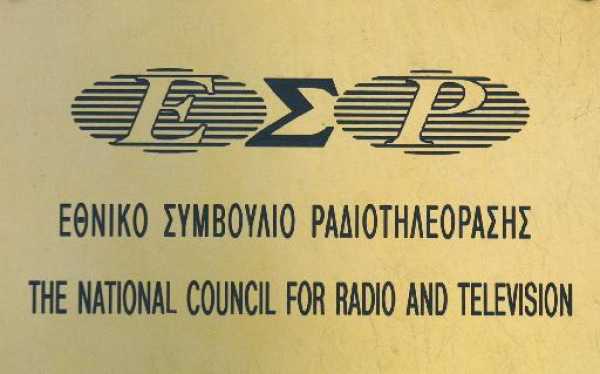 ΕΣΡ
ΕΘΝΙΚΟ ΣΥΜΒΟΥΛΙΟ ΡΑΔΙΟΤΗΛΕΟΡΑΣΗΣ
THE NATIONAL COUNCIL FOR RADIO AND TELEVISION